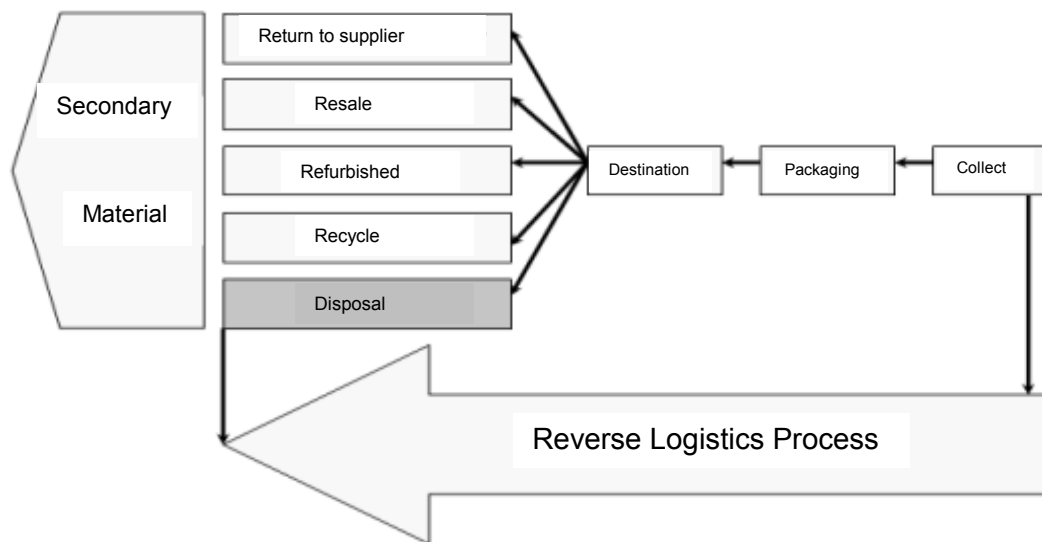 Return to supplier
Secondary
Resale
Material
Refurbished
Destination
Packaging
Collect
Recycle
Disposal
Reverse Logistics Process